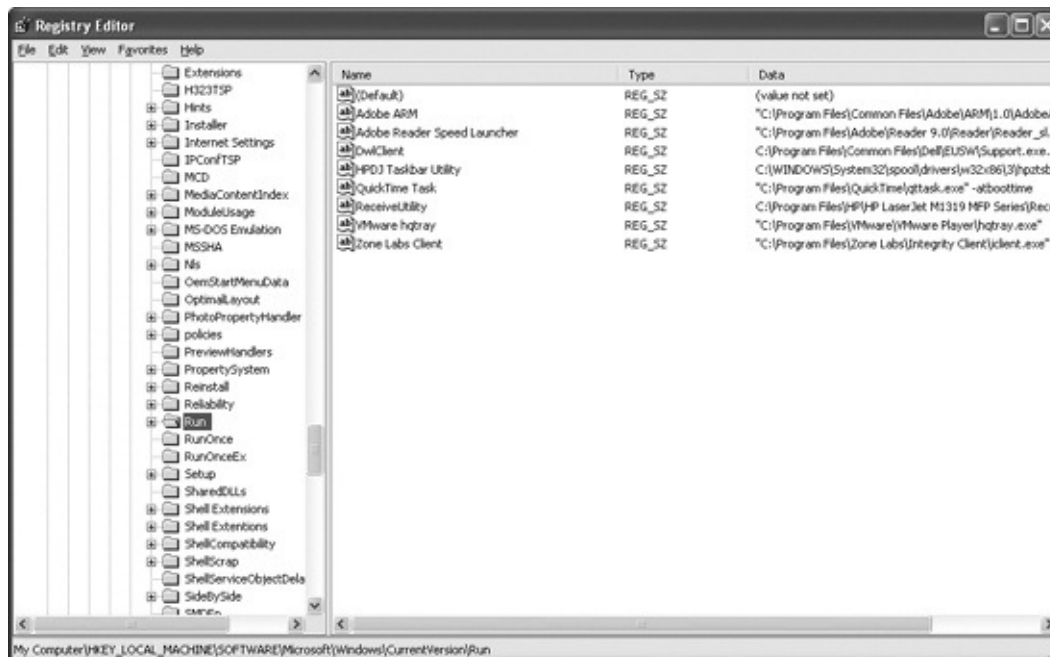 Registry Editor
File Edit View Favorites Help
Extensions
H323TSP
Hints
Installer
Internet Settings
IPConfTSP
MCD
MediaContentIndex
ModuleUsage
MS-DOS Emulation
MSSHA
Nls
OemStartMenuData
OptimalLayout
PhotoPropertyHandler
policies
PreviewHandlers
PropertySystem
Reinstall
Reliability
Run
RunOnce
RunOnceEx
Setup
SharedDLLs
Shell Extensions
Shell Extentions
ShellCompatibility
ShellScrap
ShellServiceObjectDela
SideBySide
Name Type Data
(Default) REG_SZ (value not set)
Adobe ARM REG_SZ "C:\Program Files\Common Files\Adobe\ARM\1.0\Adobe
Adobe Reader Speed Launcher REG_SZ "C:\Program Files\Adobe\Reader 9.0\Reader\Reader_sl.
DwlClient REG_SZ C:\Program Files\Common Files\Dell\EUSW\Support.exe.
HPDJ Taskbar Utility REG_SZ C:\WINDOWS\System32\spool\drivers\w32x86\3\hpztsb
QuickTime Task REG_SZ "C:\Program Files\QuickTime\qttask.exe" -atboottime
ReceiveUtility REG_SZ C:\Program Files\HP\HP LaserJet M1319 MFP Series\Rec
VMware hqtray REG_SZ "C:\Program Files\VMware\VMware Player\hqtray.exe"
Zone Labs Client REG_SZ "C:\Program Files\Zone Labs\Integrity Client\iclient.exe"
My Computer\HKEY_LOCAL_MACHINE\SOFTWARE\Microsoft\Windows\CurrentVersion\Run